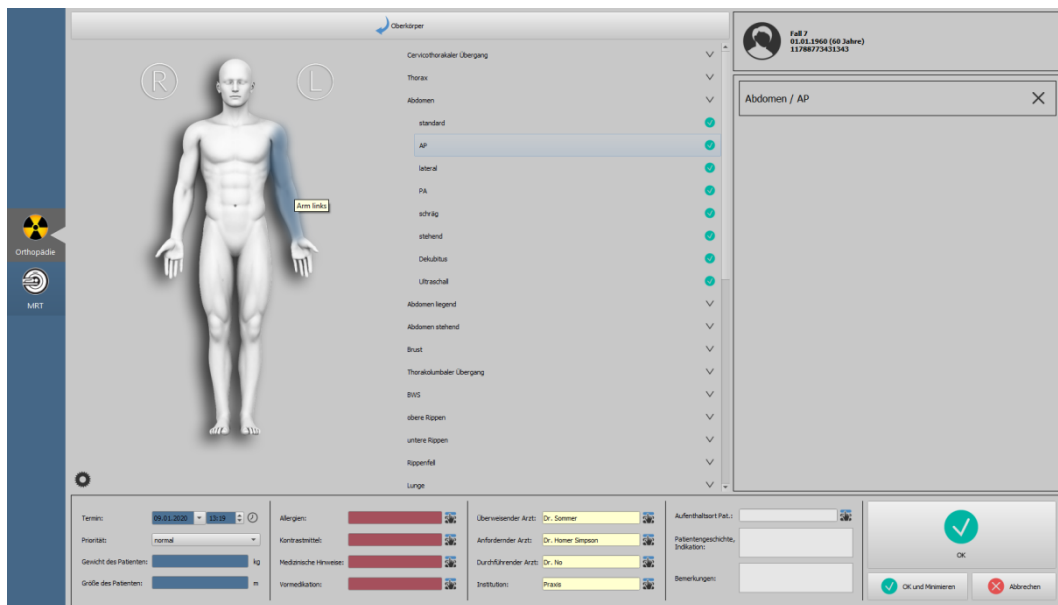 Oberkörper
R
L
Arm links
Orthopädie
MRT
Cervicothorakaler Übergang
Thorax
Abdomen
standard
AP
lateral
PA
schräg
stehend
Dekubitus
Ultraschall
Abdomen liegend
Abdomen stehend
Brust
Thorakolumbaler Übergang
BWS
obere Rippen
untere Rippen
Rippenfell
Lunge
Fall 7
01.01.1960 (60 Jahre)
11788773431343
Abdomen / AP
Termin: 09.01.2020 13:19
Priorität: normal
Gewicht des Patienten: kg
Größe des Patienten: m
Allergien:
Kontrastmittel:
Medizinische Hinweise:
Vormedikation:
Überweisender Arzt: Dr. Sommer
Anfordernder Arzt: Dr. Homer Simpson
Durchführender Arzt: Dr. No
Institution: Praxis
Aufenthaltsort Pat.:
Patientengeschichte,
Indikation:
Bemerkungen:
OK
OK und Minimieren
Abbrechen